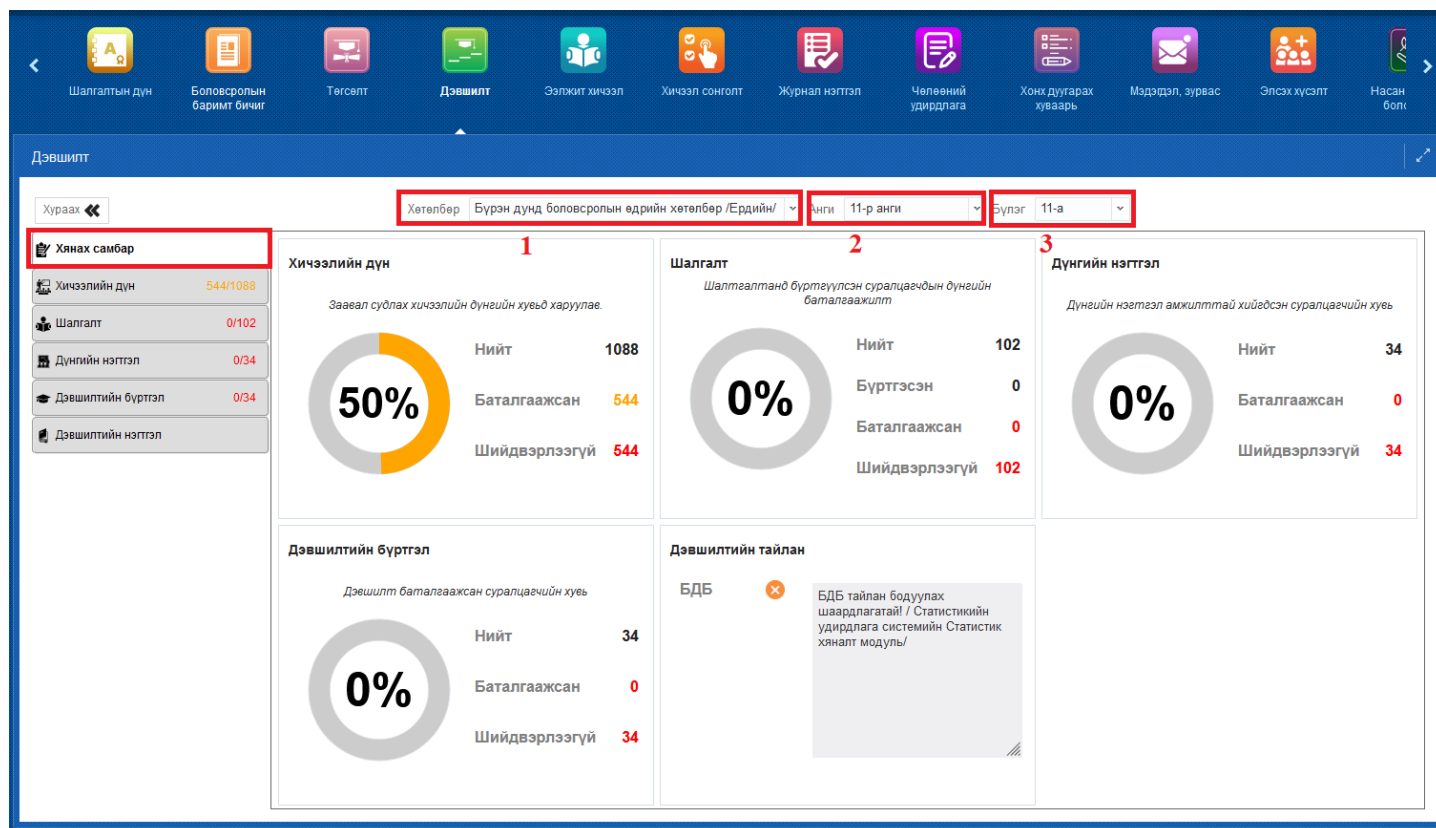 Шалгалтын дүн
Боловсролын
баримт бичиг
Төгсөлт
Дэвшилт
Ээлжит хичээл
Хичээл сонголт
Журнал нэгтгэл
Чөлөөний
удирдлага
Хонх дуугарах
хуваарь
Мэдэгдэл, зурвас
Элсэх хүсэлт
Насан
боло
Дэвшилт
Хураах
Хөтөлбөр Бүрэн дунд боловсролын өдрийн хөтөлбөр /Ердийн/ Анги 11-р анги Бүлэг 11-а
1 2 3
Хянах самбар
Хичээлийн дүн 544/1088
Шалгалт 0/102
Дүнгийн нэгтгэл 0/34
Дэвшилтийн бүртгэл 0/34
Дэвшилтийн нэгтгэл
Хичээлийн дүн
Заавал судлах хичээлийн дүнгийн хувьд харуулав.
50%
Нийт 1088
Баталгаажсан 544
Шийдвэрлээгүй 544
Шалгалт
Шалтгалтанд бүртгүүлсэн суралцагчдын дүнгийн
баталгаажилт
0%
Нийт 102
Бүртгэсэн 0
Баталгаажсан 0
Шийдвэрлээгүй 102
Дүнгийн нэгтгэл
Дүнгийн нэгтгэл амжилттай хийгдсэн суралцагчийн хувь
0%
Нийт 34
Баталгаажсан 0
Шийдвэрлээгүй 34
Дэвшилтийн бүртгэл
Дэвшилт баталгаажсан суралцагчийн хувь
0%
Нийт 34
Баталгаажсан 0
Шийдвэрлээгүй 34
Дэвшилтийн тайлан
БДБ
БДБ тайлан бодуулах
шаардлагатай! / Статистикийн
удирдлага системийн Статистик
хяналт модуль/